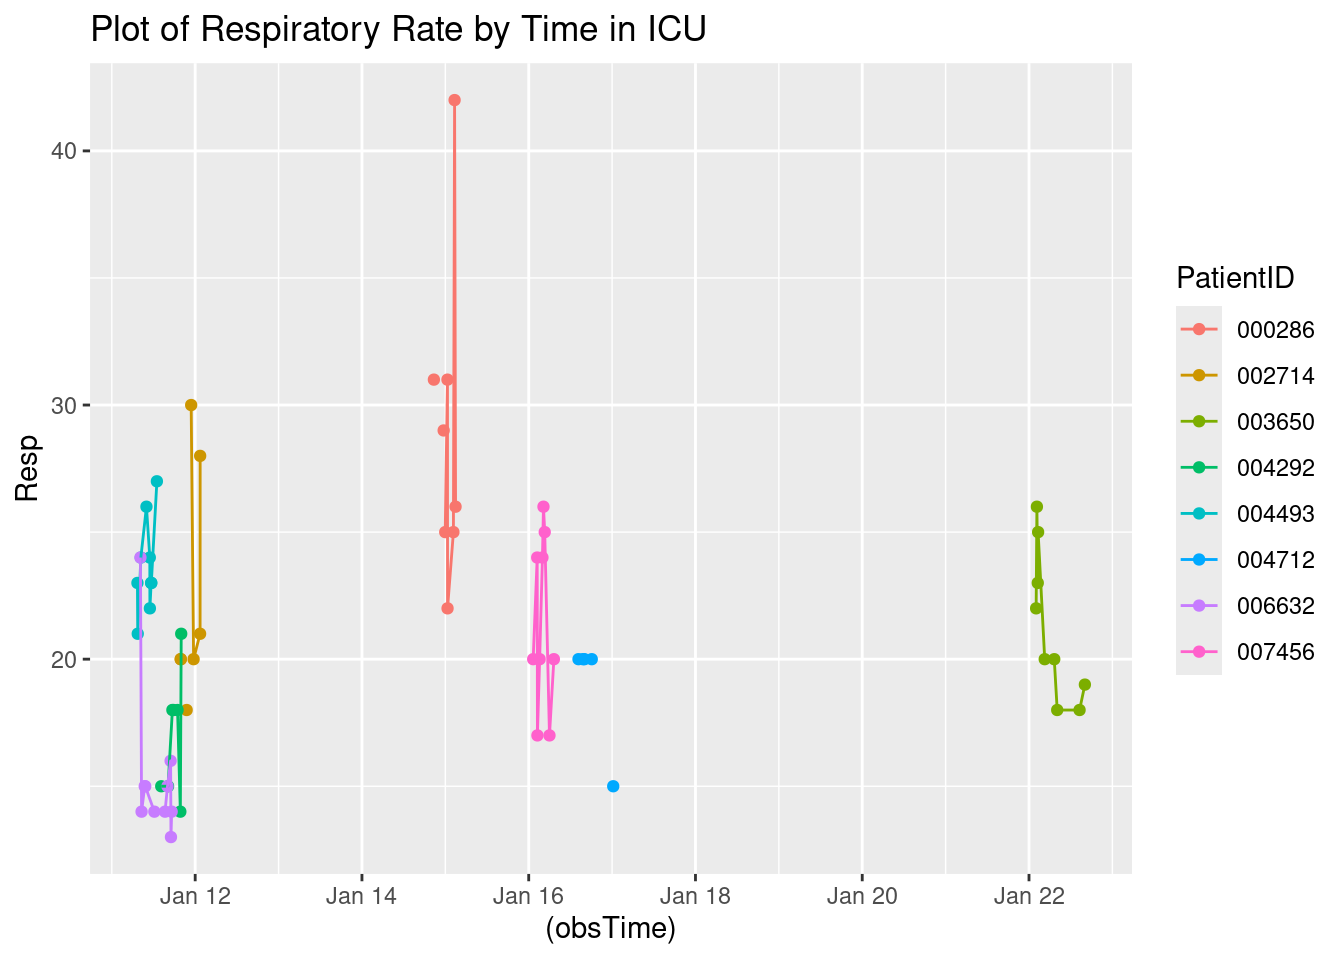 Plot of Respiratory Rate by Time in ICU
40
30
20
Resp
Jan 12
Jan 14
Jan 16
Jan 18
Jan 20
Jan 22
(obsTime)
PatientID
000286
002714
003650
004292
004493
004712
006632
007456